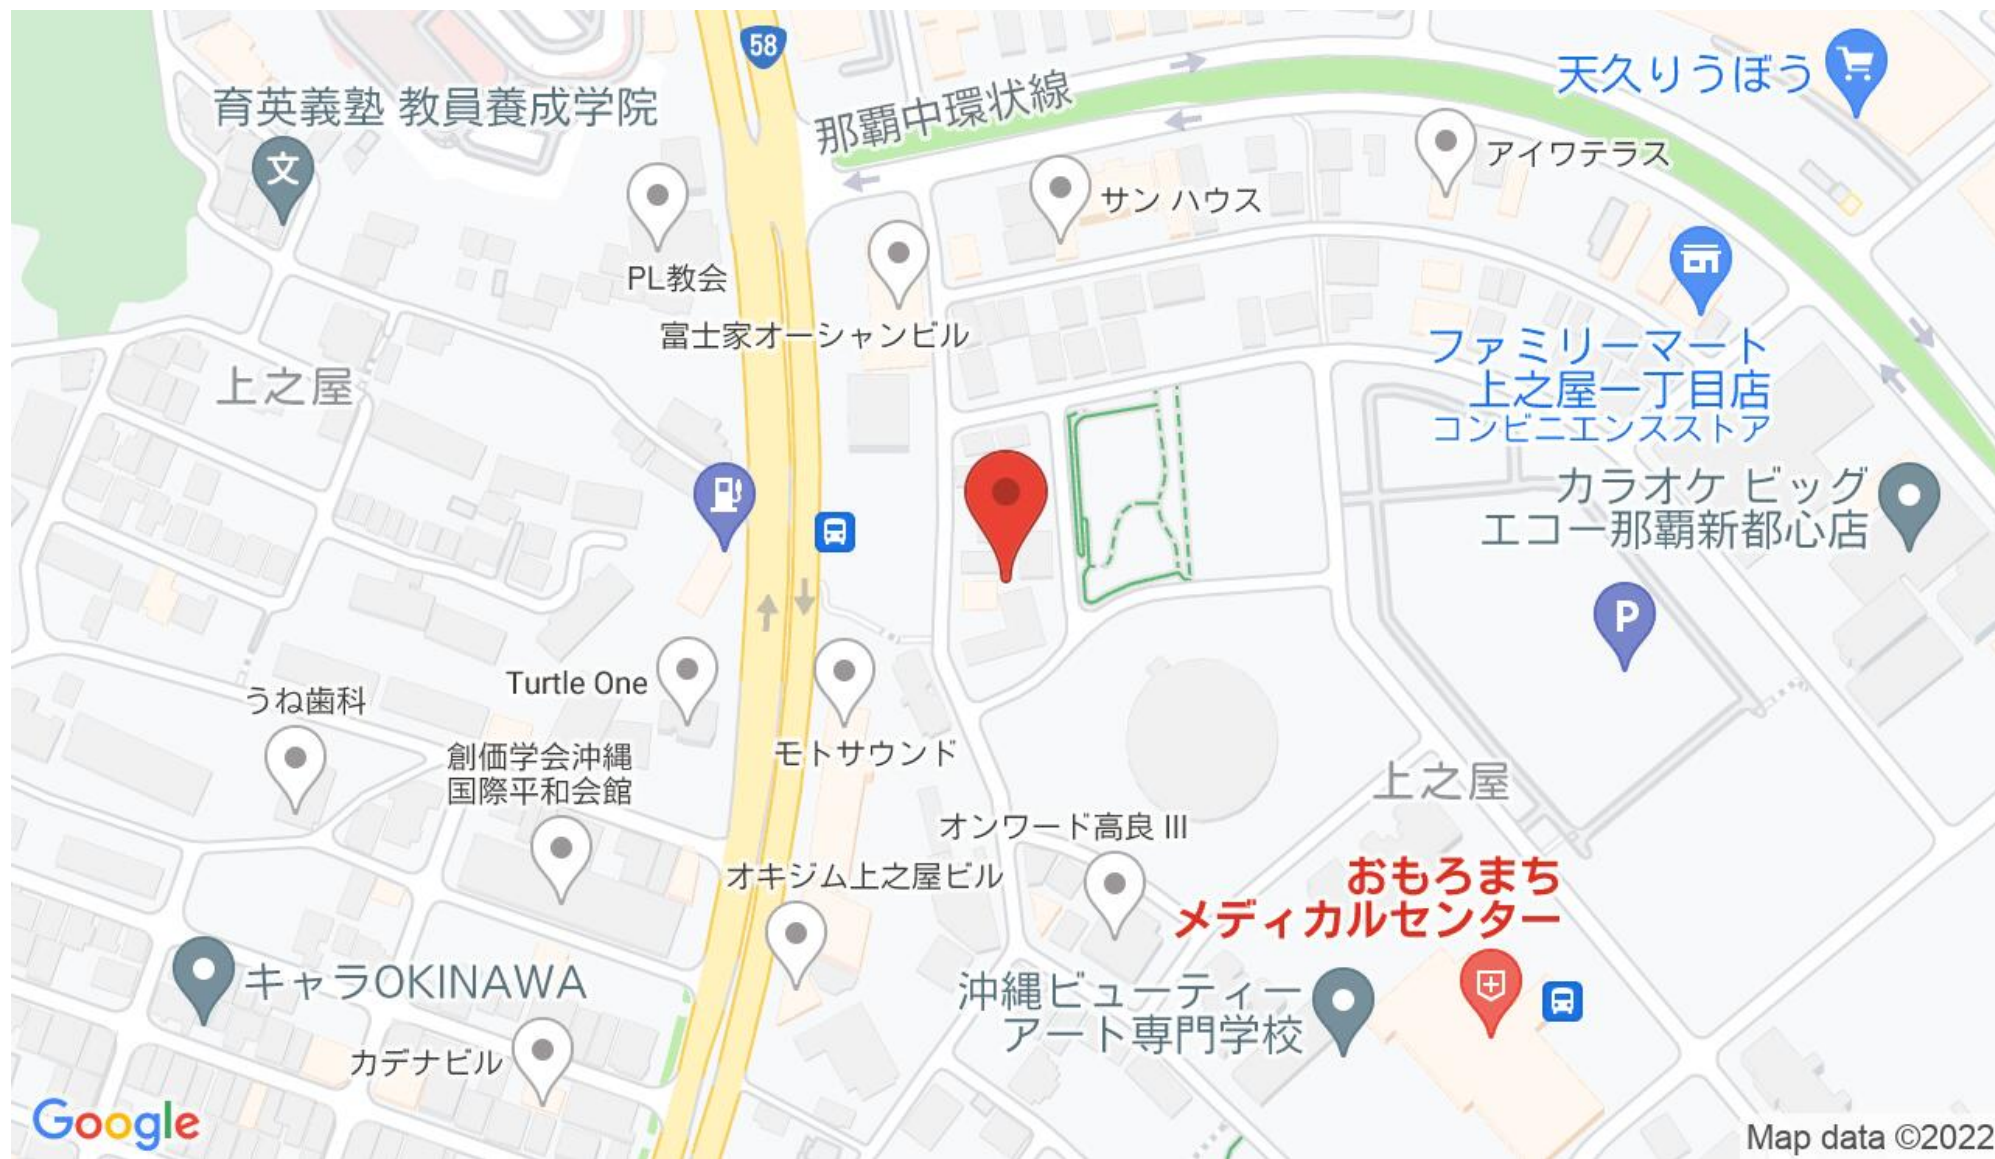 58
天久りうぼう
那覇中環状線
育英義塾 教員養成学院
文
アイワテラス
サン ハウス
PL教会
富士家オーシャンビル
ファミリーマート
上之屋一丁目店
コンビニエンスストア
上之屋
カラオケ ビッグ
エコー那覇新都心店
P
Turtle One
うね歯科
モトサウンド
創価学会沖縄
国際平和会館
上之屋
オンワード高良 III
オキジム上之屋ビル
おもろまち
メディカルセンター
キャラOKINAWA
沖縄ビューティー
アート専門学校
カデナビル
Google
Map data ©2022